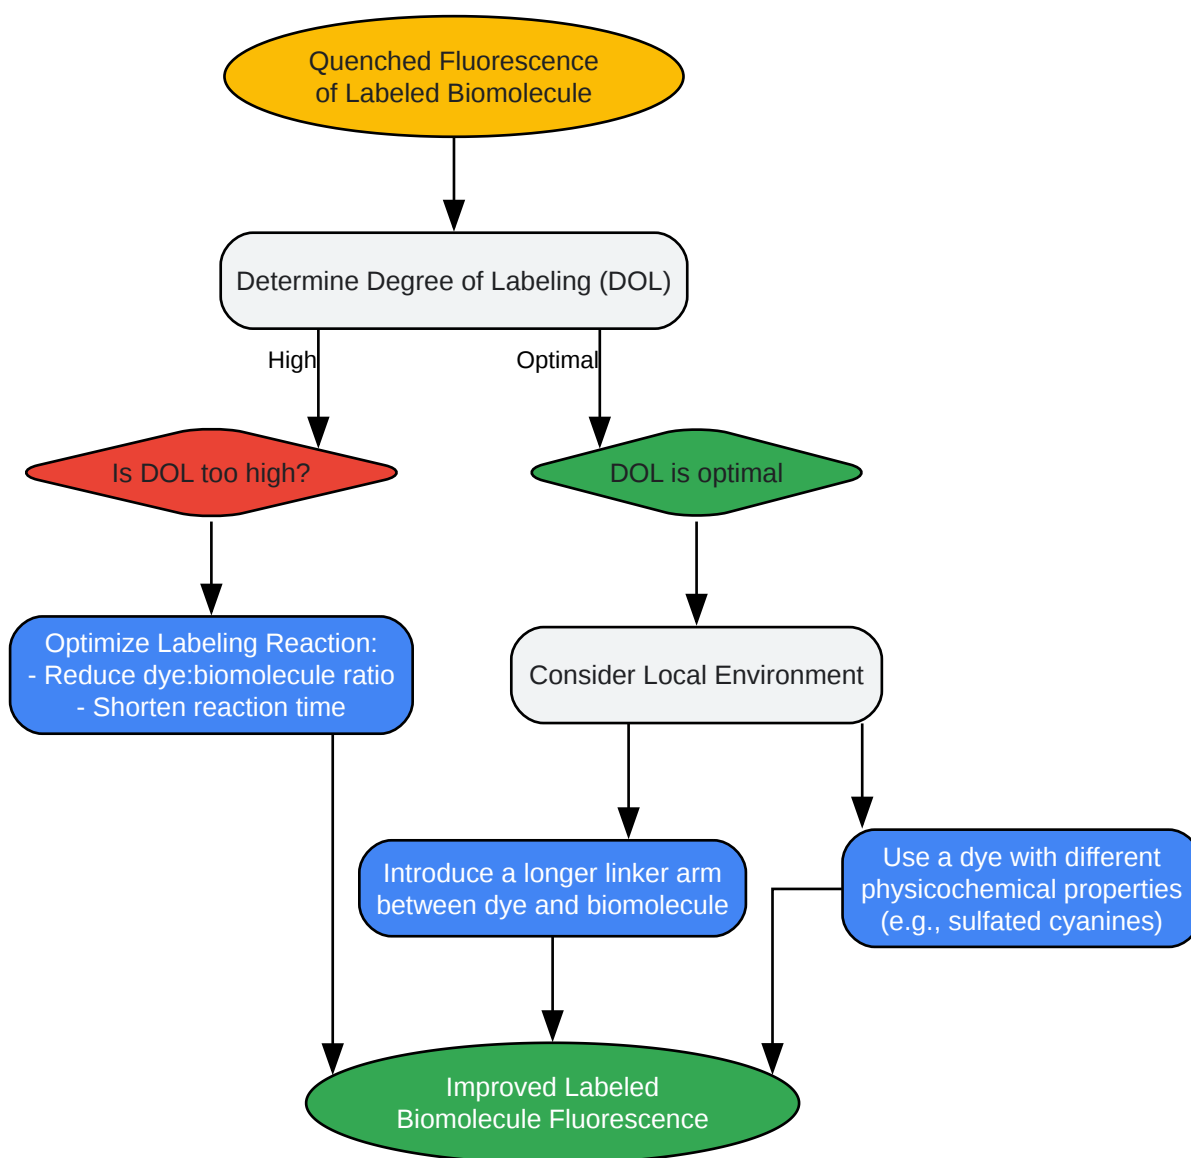 Quenched Fluorescence
of Labeled Biomolecule
Determine Degree of Labeling (DOL)
High
Optimal
Is DOL too high?
DOL is optimal
Optimize Labeling Reaction:
- Reduce dye:biomolecule ratio
- Shorten reaction time
Consider Local Environment
Introduce a longer linker arm
between dye and biomolecule
Use a dye with different
physicochemical properties
(e.g., sulfated cyanines)
Improved Labeled
Biomolecule Fluorescence